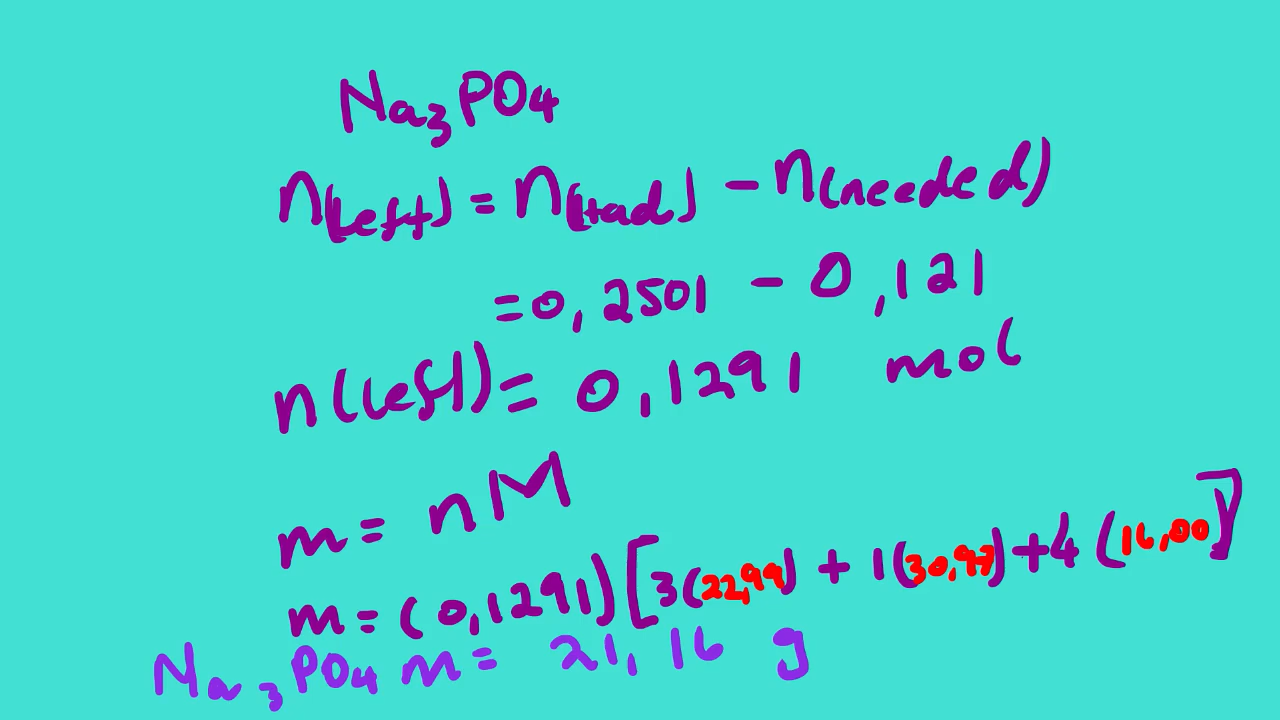 Na₃PO₄
n(left) = n(tad) - n(needed)
= 0,2501 - 0,121
n(left) = 0,1291 mol
m = nM
m = (0,1291)[3(22,99) + 1(30,97) + 4(16,00)]
Na₃PO₄ m = 21,16 g